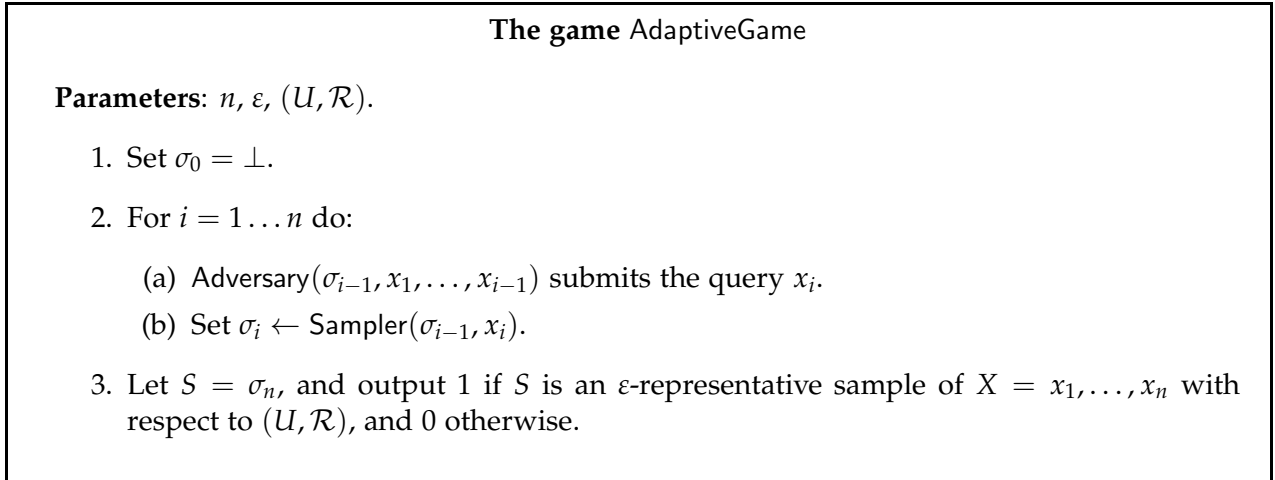 The game AdaptiveGame
Parameters: n, ε, (U, R).
1. Set σ₀ = ⊥.
2. For i = 1 . . . n do:
(a) Adversary(σᵢ₋₁, x₁, . . . , xᵢ₋₁) submits the query xᵢ.
(b) Set σᵢ ← Sampler(σᵢ₋₁, xᵢ).
3. Let S = σₙ, and output 1 if S is an ε-representative sample of X = x₁, . . . , xₙ with
respect to (U, R), and 0 otherwise.